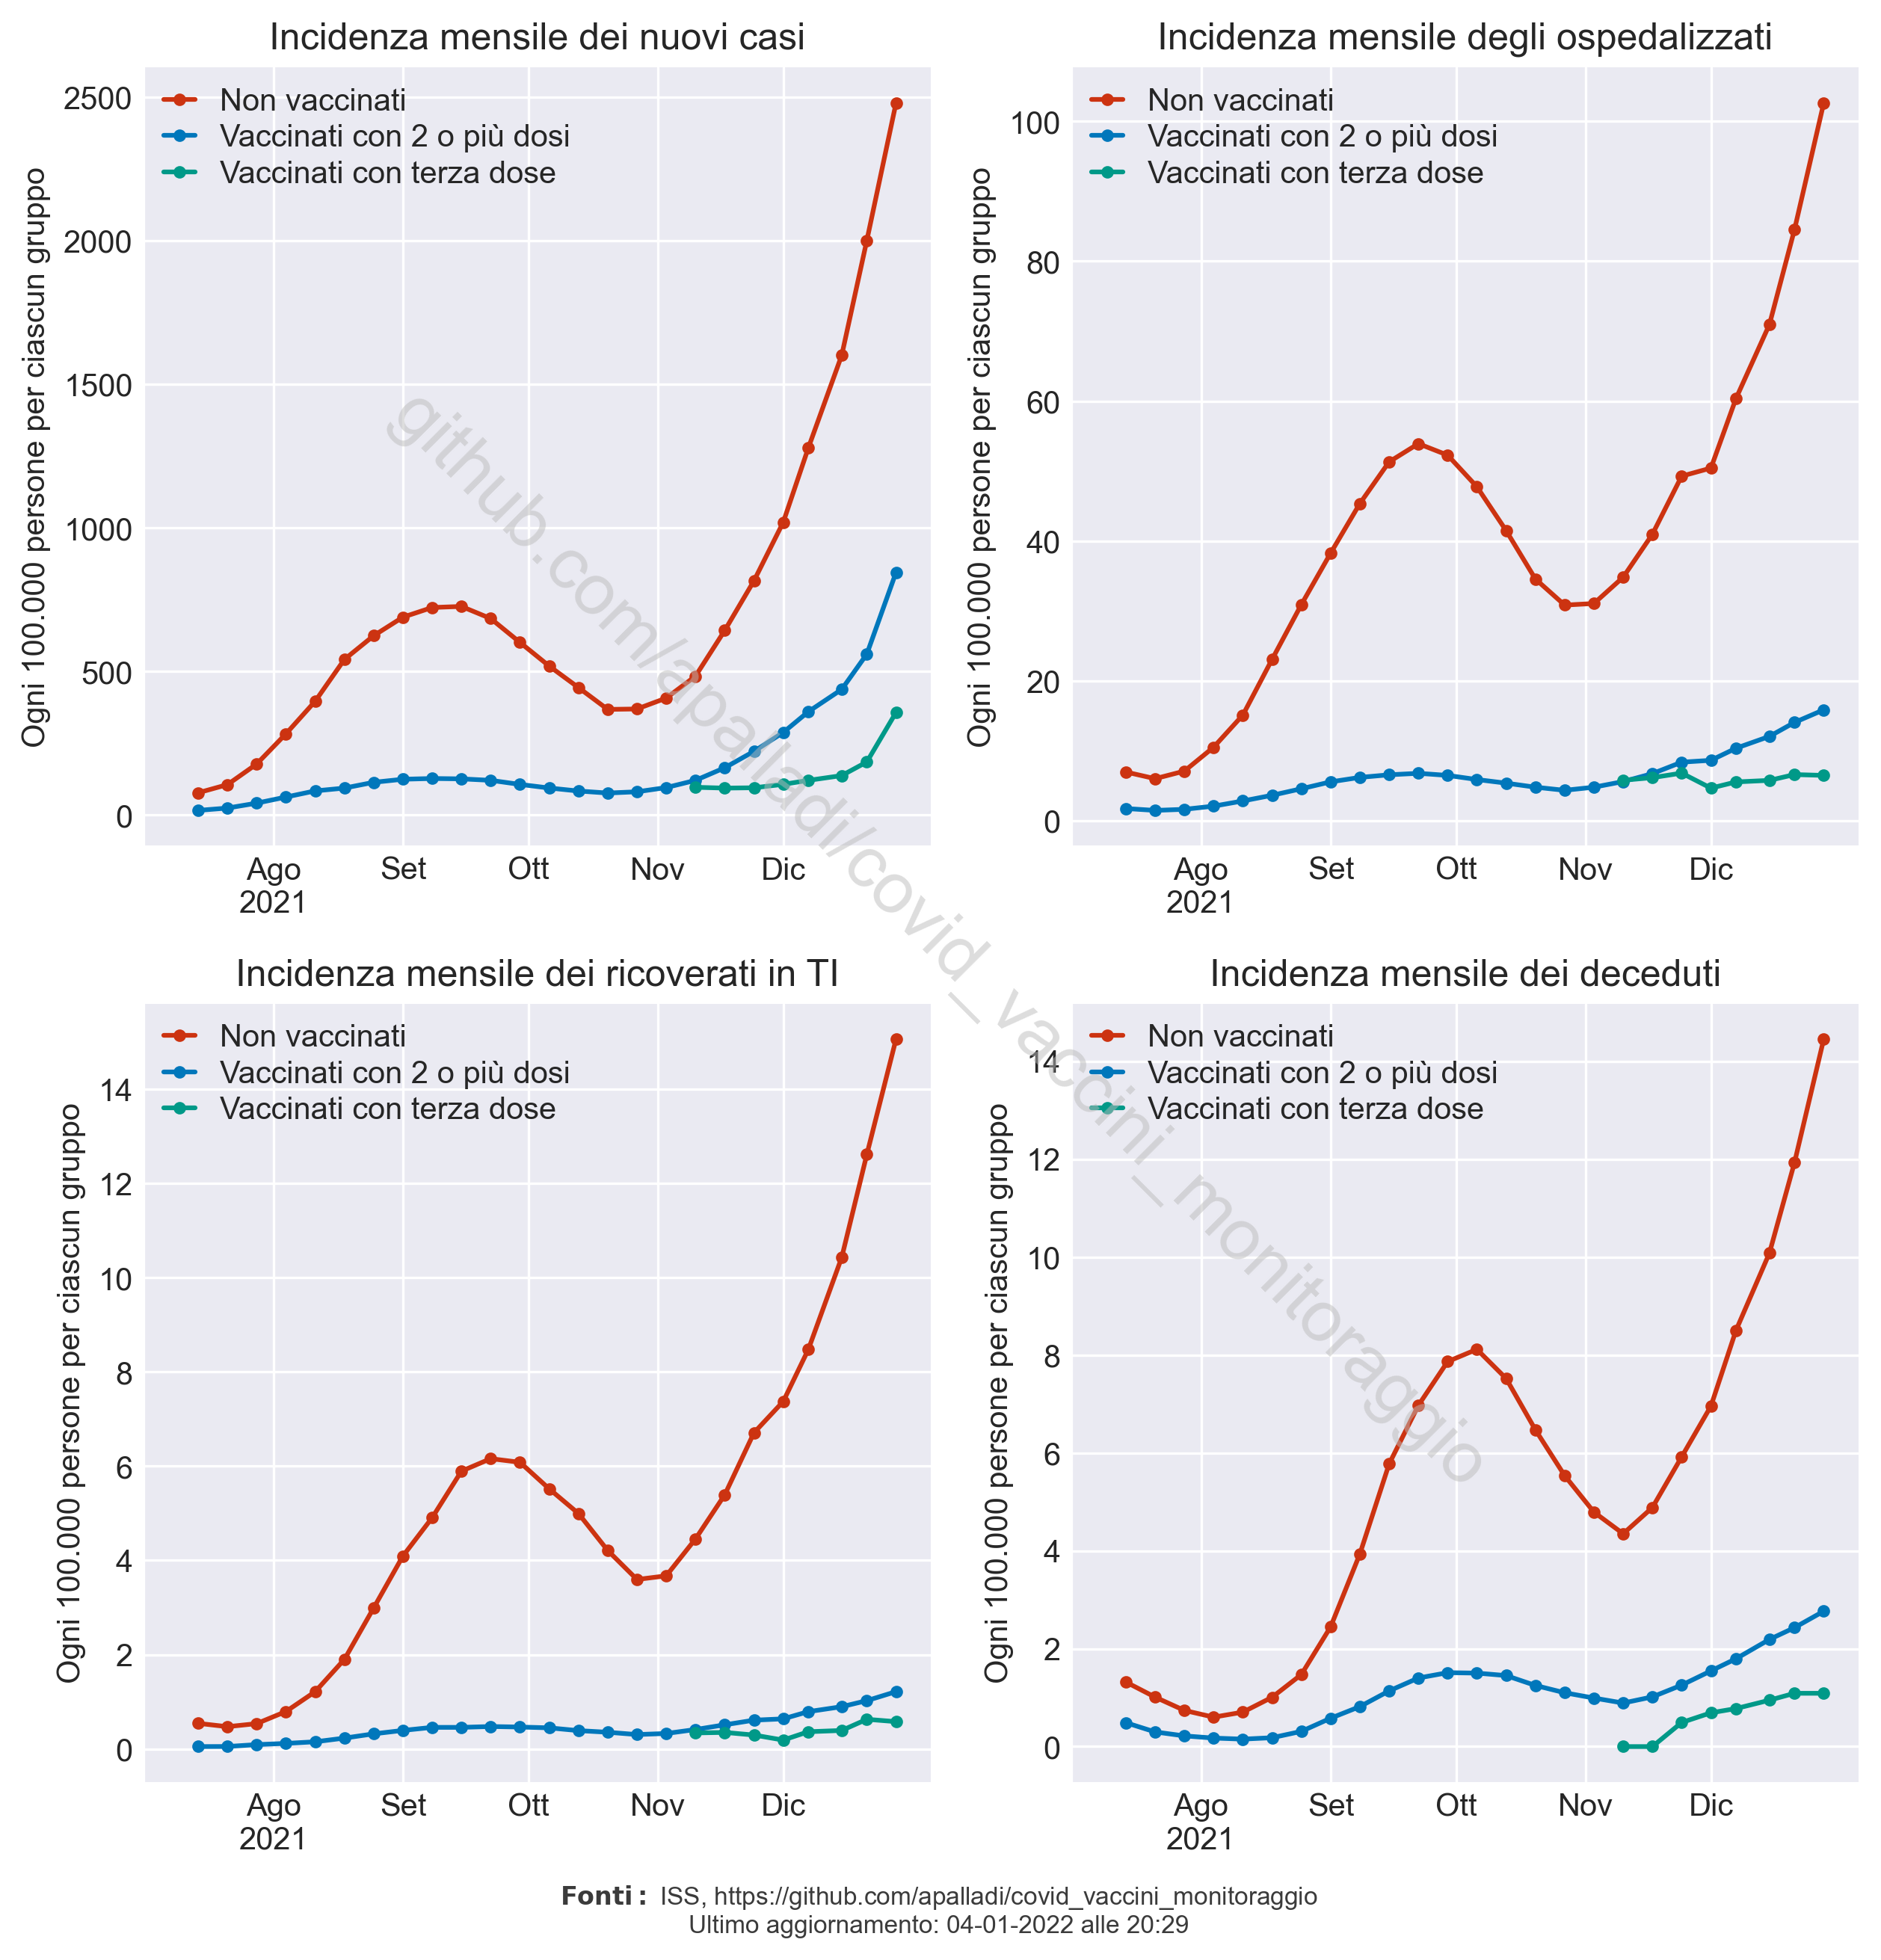 Incidenza mensile dei nuovi casi
Ogni 100.000 persone per ciascun gruppo
2500
2000
1500
1000
500
0
Non vaccinati
Vaccinati con 2 o più dosi
Vaccinati con terza dose
Ago
2021
Set
Ott
Nov
Dic
Incidenza mensile degli ospedalizzati
Ogni 100.000 persone per ciascun gruppo
100
80
60
40
20
0
Non vaccinati
Vaccinati con 2 o più dosi
Vaccinati con terza dose
Ago
2021
Set
Ott
Nov
Dic
Incidenza mensile dei ricoverati in TI
Ogni 100.000 persone per ciascun gruppo
14
12
10
8
6
4
2
0
Non vaccinati
Vaccinati con 2 o più dosi
Vaccinati con terza dose
Ago
2021
Set
Ott
Nov
Dic
Incidenza mensile dei deceduti
Ogni 100.000 persone per ciascun gruppo
14
12
10
8
6
4
2
0
Non vaccinati
Vaccinati con 2 o più dosi
Vaccinati con terza dose
Ago
2021
Set
Ott
Nov
Dic
github.com/apalladi/covid_vaccini_monitoraggio
Fonti: ISS, https://github.com/apalladi/covid_vaccini_monitoraggio
Ultimo aggiornamento: 04-01-2022 alle 20:29